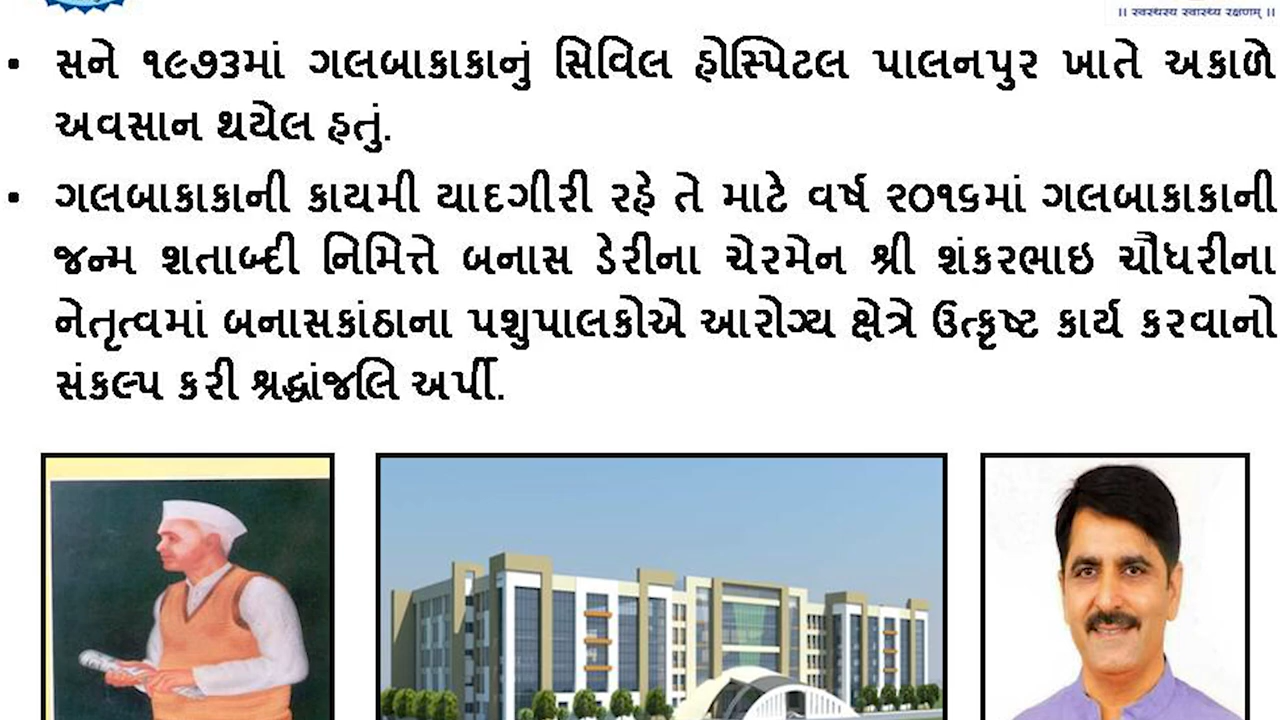 ॥ स्वस्थस्य स्वास्थ्य रक्षणम् ॥
▪ સને ૧૯૭૩માં ગલબાકાકાનું સિવિલ હોસ્પિટલ પાલનપુર ખાતે અકાળે
અવસાન થયેલ હતું.
▪ ગલબાકાકાની કાયમી યાદગીરી રહે તે માટે વર્ષ ૨૦૧૬માં ગલબાકાકાની
જન્મ શતાબ્દી નિમિત્તે બનાસ ડેરીના ચેરમેન શ્રી શંકરભાઇ ચૌધરીના
નેતૃત્વમાં બનાસકાંઠાના પશુપાલકોએ આરોગ્ય ક્ષેત્રે ઉત્કૃષ્ટ કાર્ય કરવાનો
સંકલ્પ કરી શ્રદ્ધાંજલિ અર્પી.